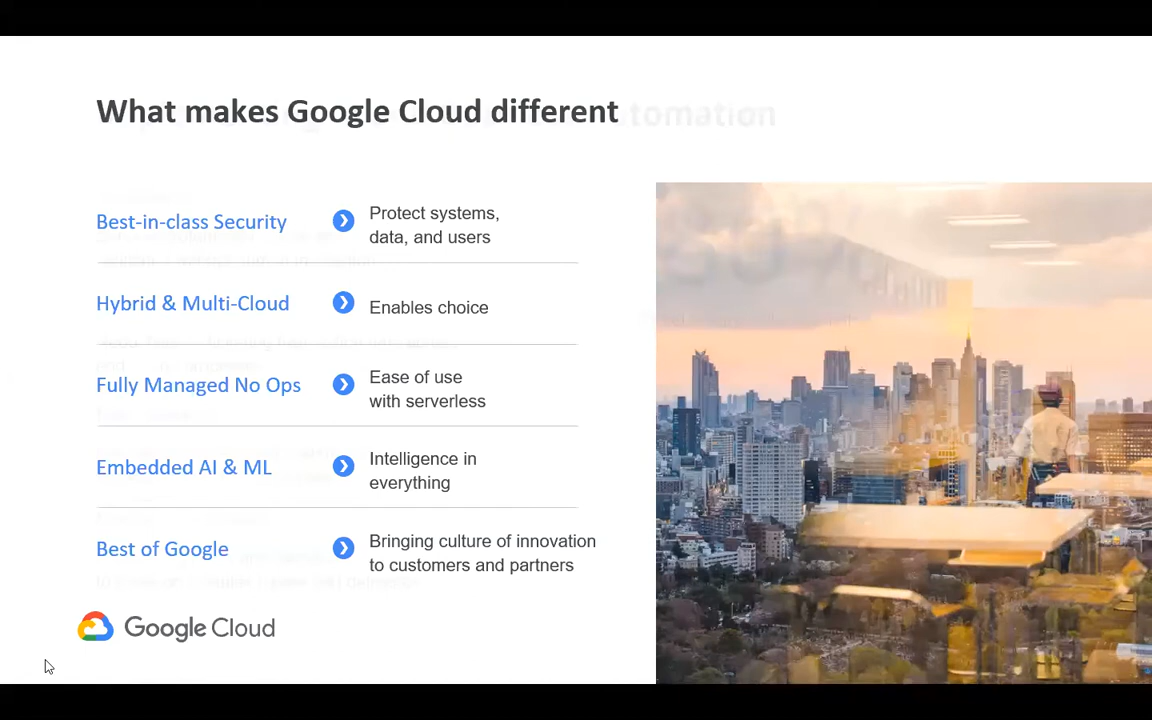 What makes Google Cloud different
tomation
Best-in-class Security
Protect systems,
data, and users
Hybrid & Multi-Cloud
Enables choice
Fully Managed No Ops
Ease of use
with serverless
Embedded AI & ML
Intelligence in
everything
Best of Google
Bringing culture of innovation
to customers and partners
Google Cloud